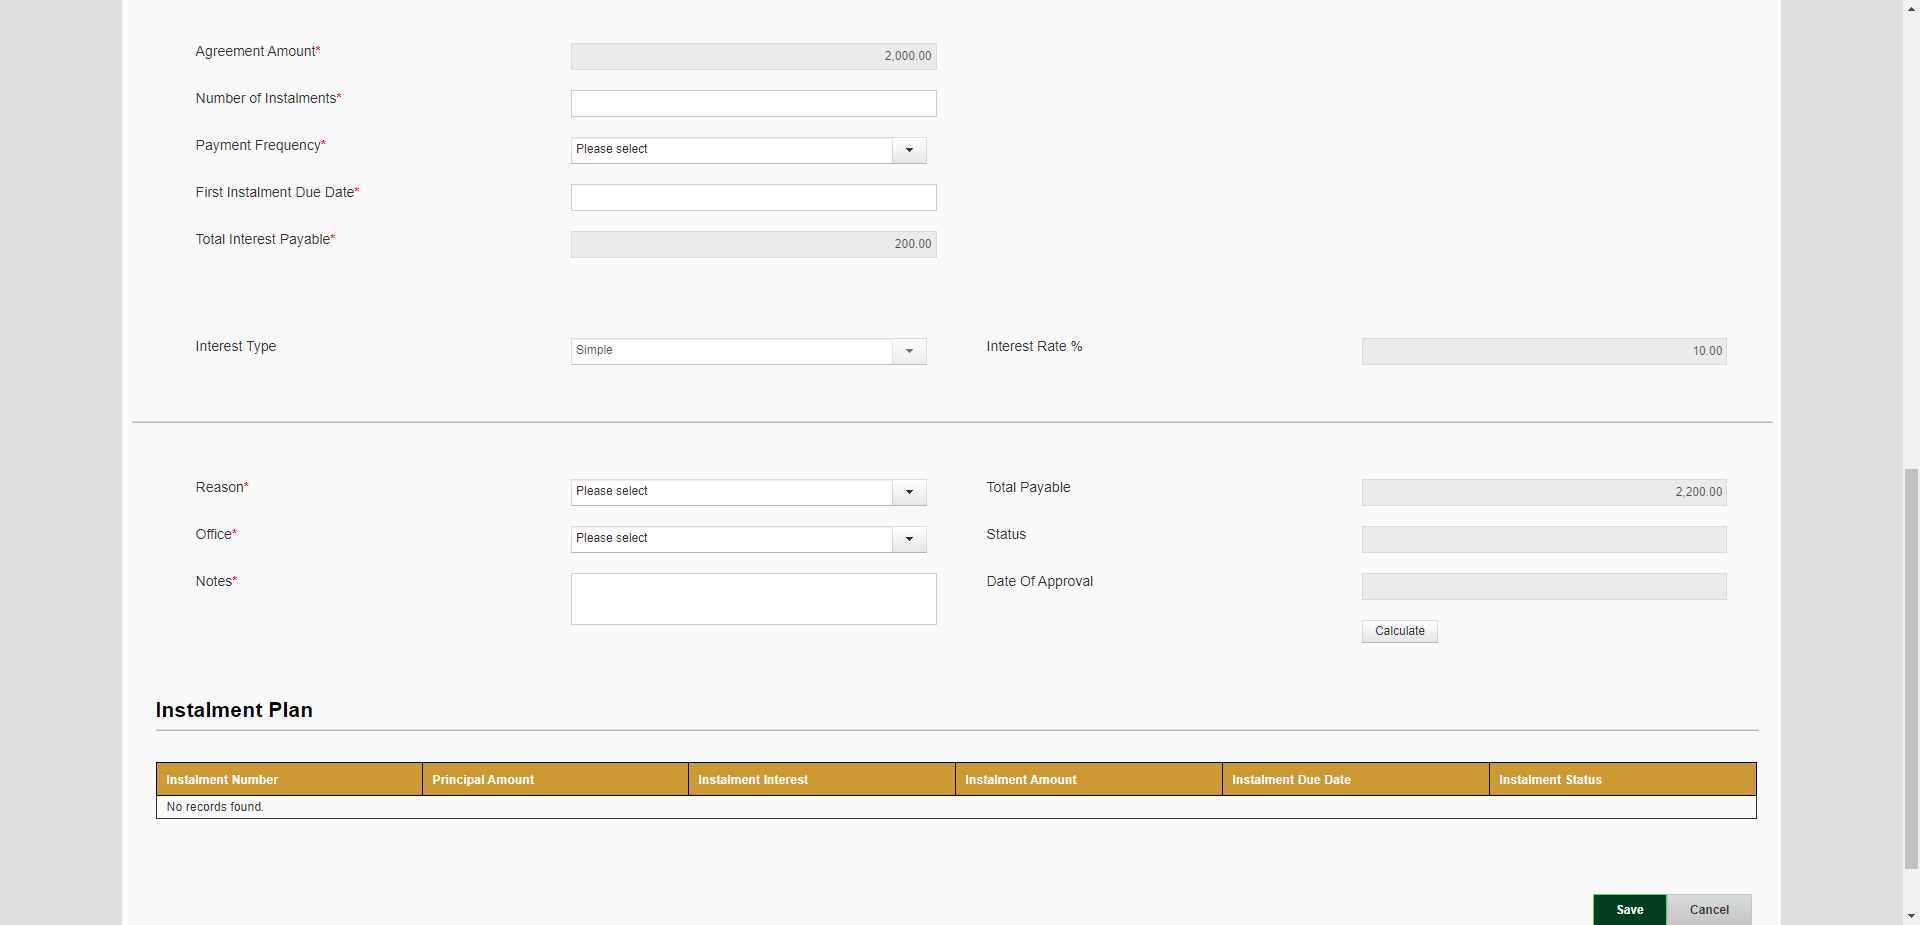 Agreement Amount* 2,000.00
Number of Instalments*
Payment Frequency* Please select
First Instalment Due Date*
Total Interest Payable* 200.00
Interest Type Simple Interest Rate % 10.00
Reason* Please select Total Payable 2,200.00
Office* Please select Status
Notes* Date Of Approval
Calculate
Instalment Plan
Instalment Number Principal Amount Instalment Interest Instalment Amount Instalment Due Date Instalment Status
No records found.
Save Cancel